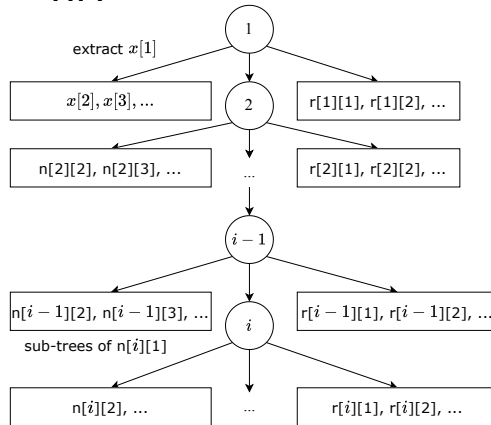 1
extract x[1]
x[2], x[3], ...
2
r[1][1], r[1][2], ...
n[2][2], n[2][3], ...
...
r[2][1], r[2][2], ...
i − 1
n[i − 1][2], n[i − 1][3], ...
i
r[i − 1][1], r[i − 1][2], ...
sub-trees of n[i][1]
n[i][2], ...
...
r[i][1], r[i][2], ...